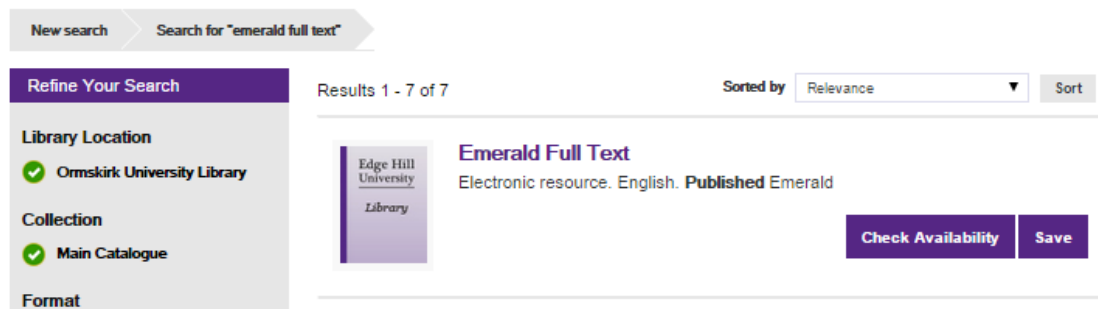 New search
Search for "emerald full text"
Refine Your Search
Library Location
Ormskirk University Library
Collection
Main Catalogue
Format
Results 1 - 7 of 7
Sorted by
Relevance
Sort
Edge Hill
University
Library
Emerald Full Text
Electronic resource. English. Published Emerald
Check Availability
Save